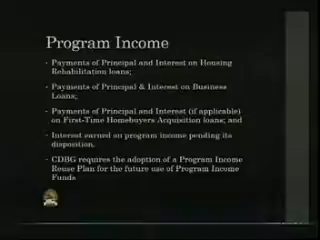 Program Income
- Payments of Principal and Interest on Housing
Rehabilitation loans;
- Payments of Principal & Interest on Business
Loans;
- Payments of Principal and Interest (if applicable)
on First-Time Homebuyers Acquisition loans; and
- Interest earned on program income pending its
disposition.
- CDBG requires the adoption of a Program Income
Reuse Plan for the future use of Program Income
Funds